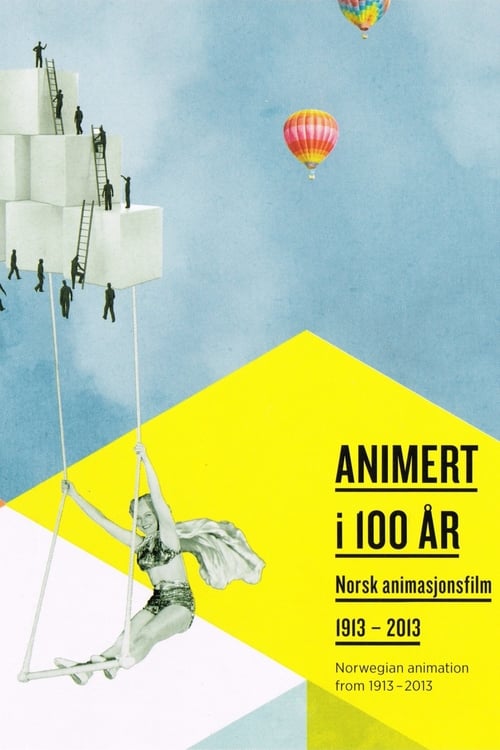 ANIMERT
i 100 ÅR
Norsk animasjonsfilm
1913 – 2013
Norwegian animation
from 1913 – 2013